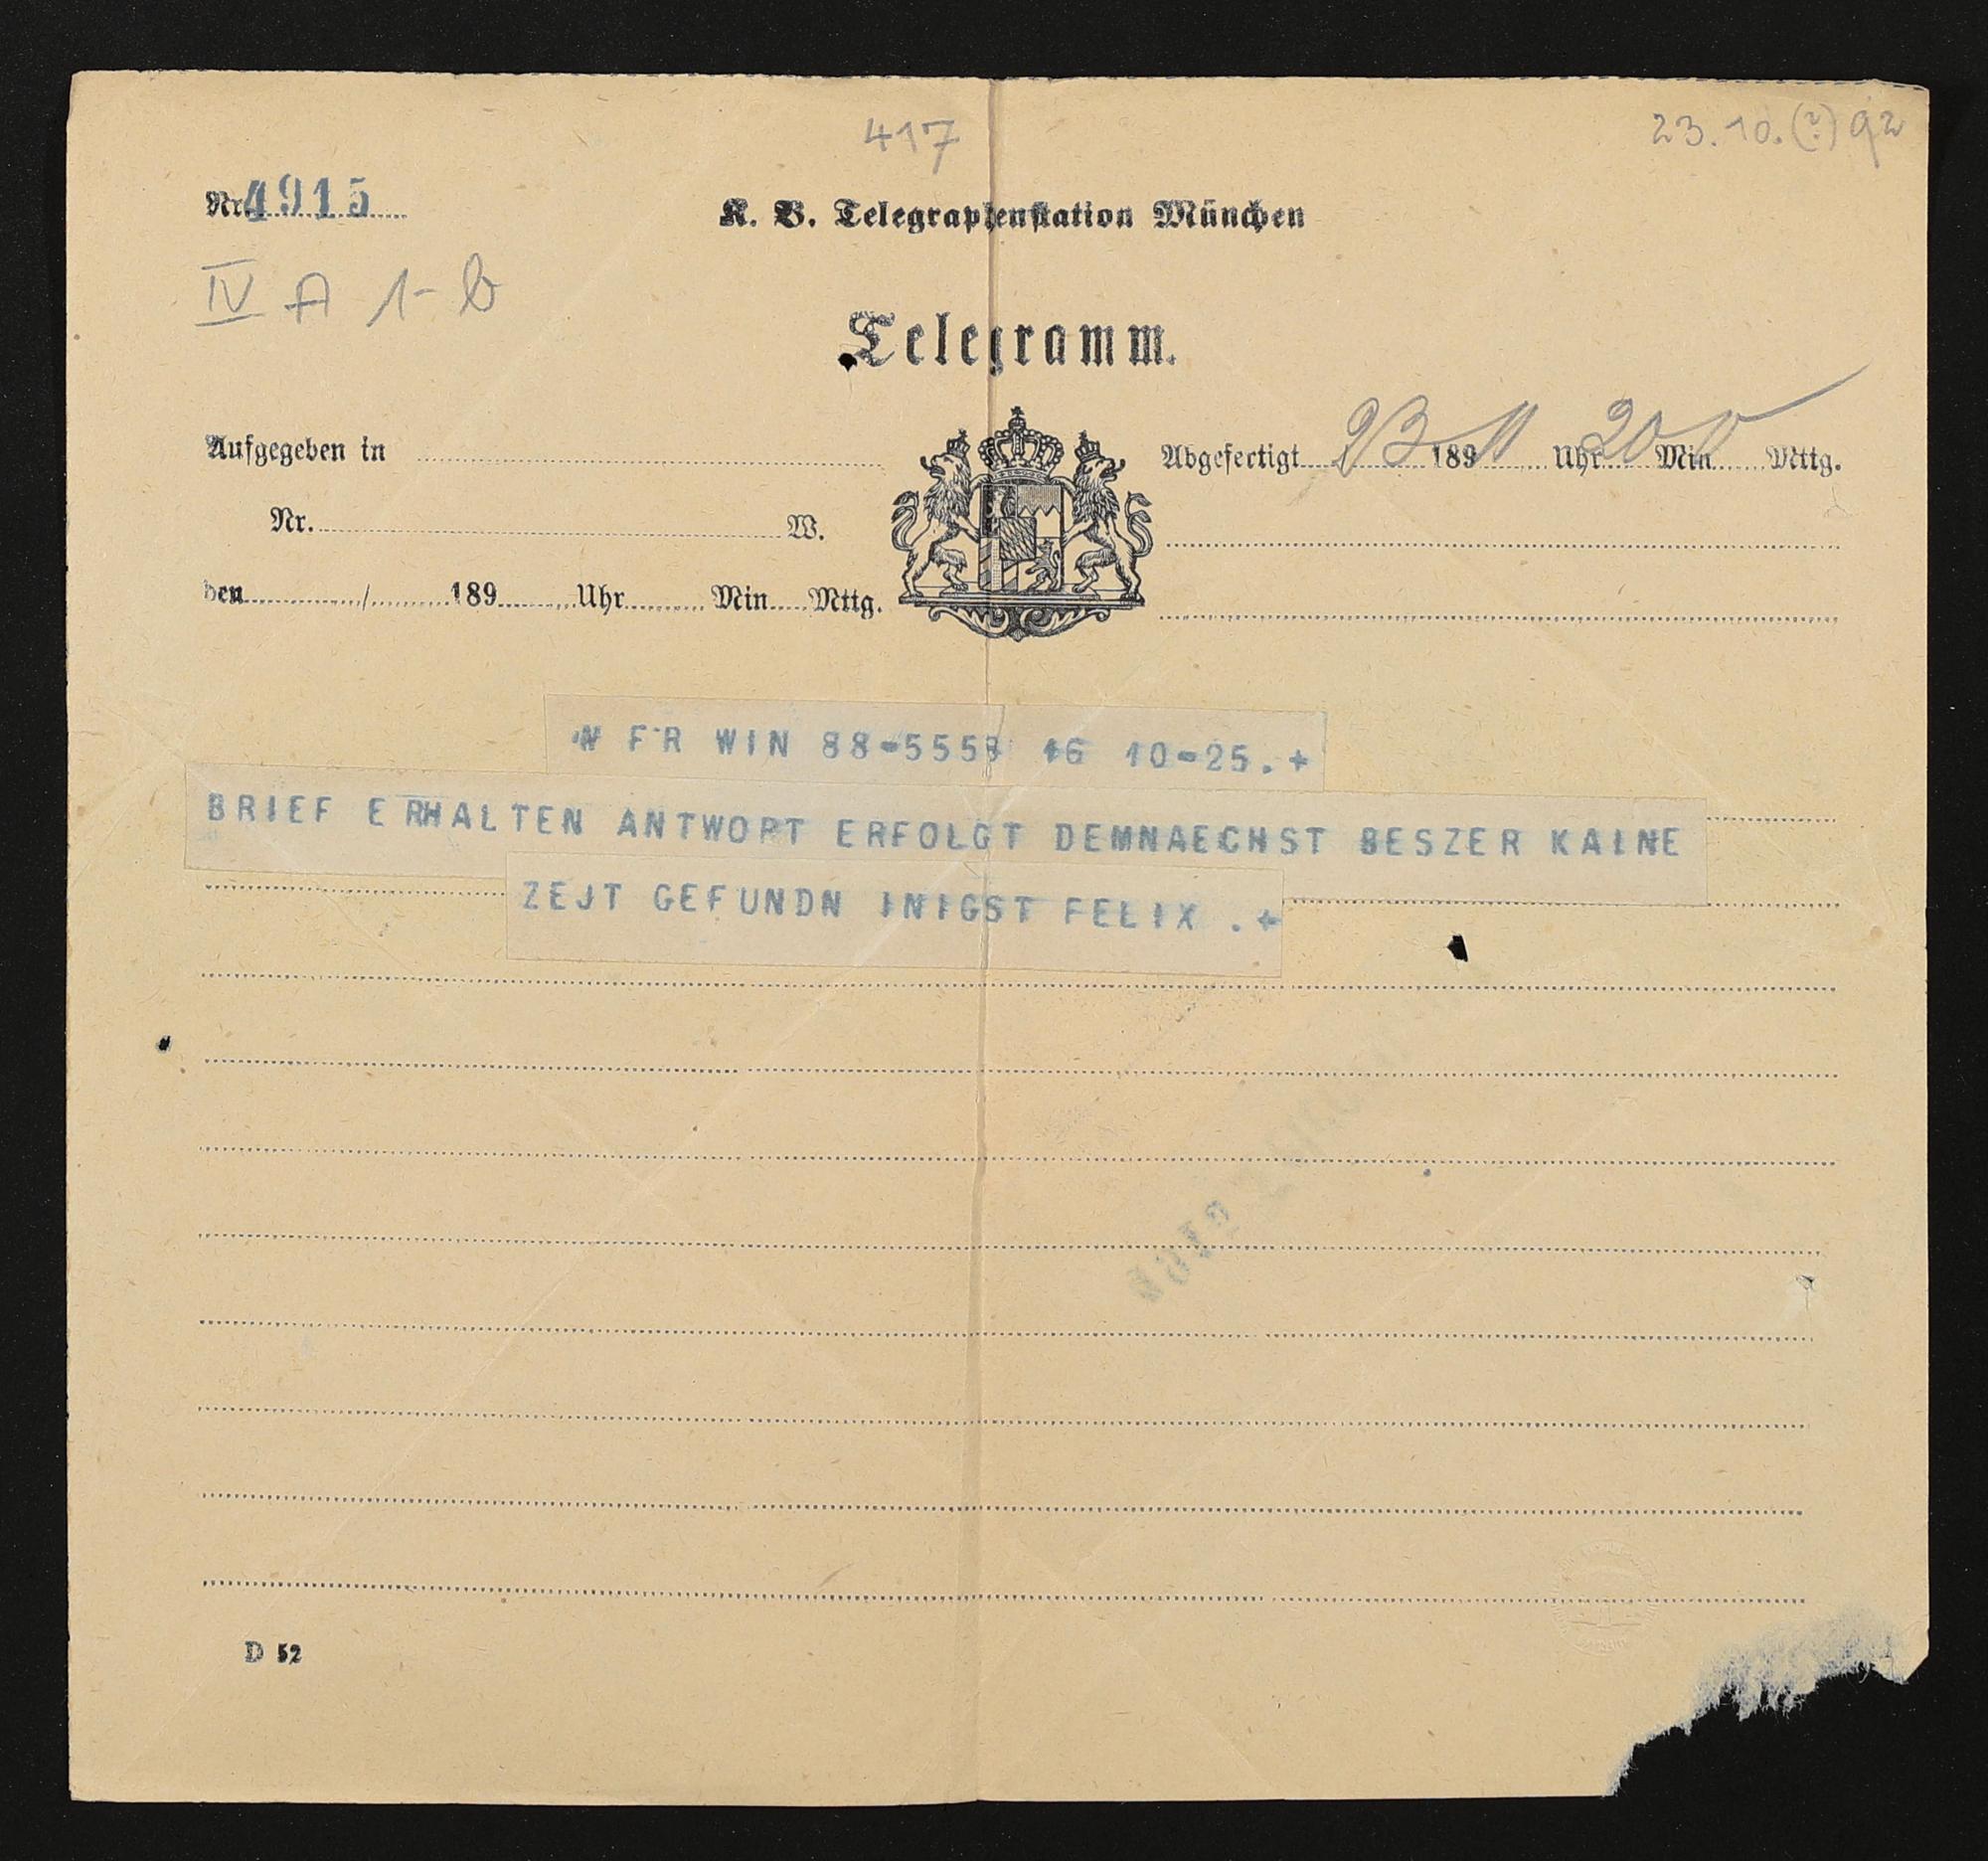 417
23.10.(?) 92
Nr. 4915
K. B. Telegraphenstation München
IV A 1-b
Telegramm.
Aufgegeben in
Abgefertigt 23 189 11 Uhr 20 Min V Mttg.
Nr. W.
den / 189 Uhr Min Mttg.
W FR WIN 88-5558 16 10-25.+
BRIEF ERHALTEN ANTWORT ERFOLGT DEMNAECHST BESZER KAINE
ZEJT GEFUNDN INIGST FELIX .+
D 52